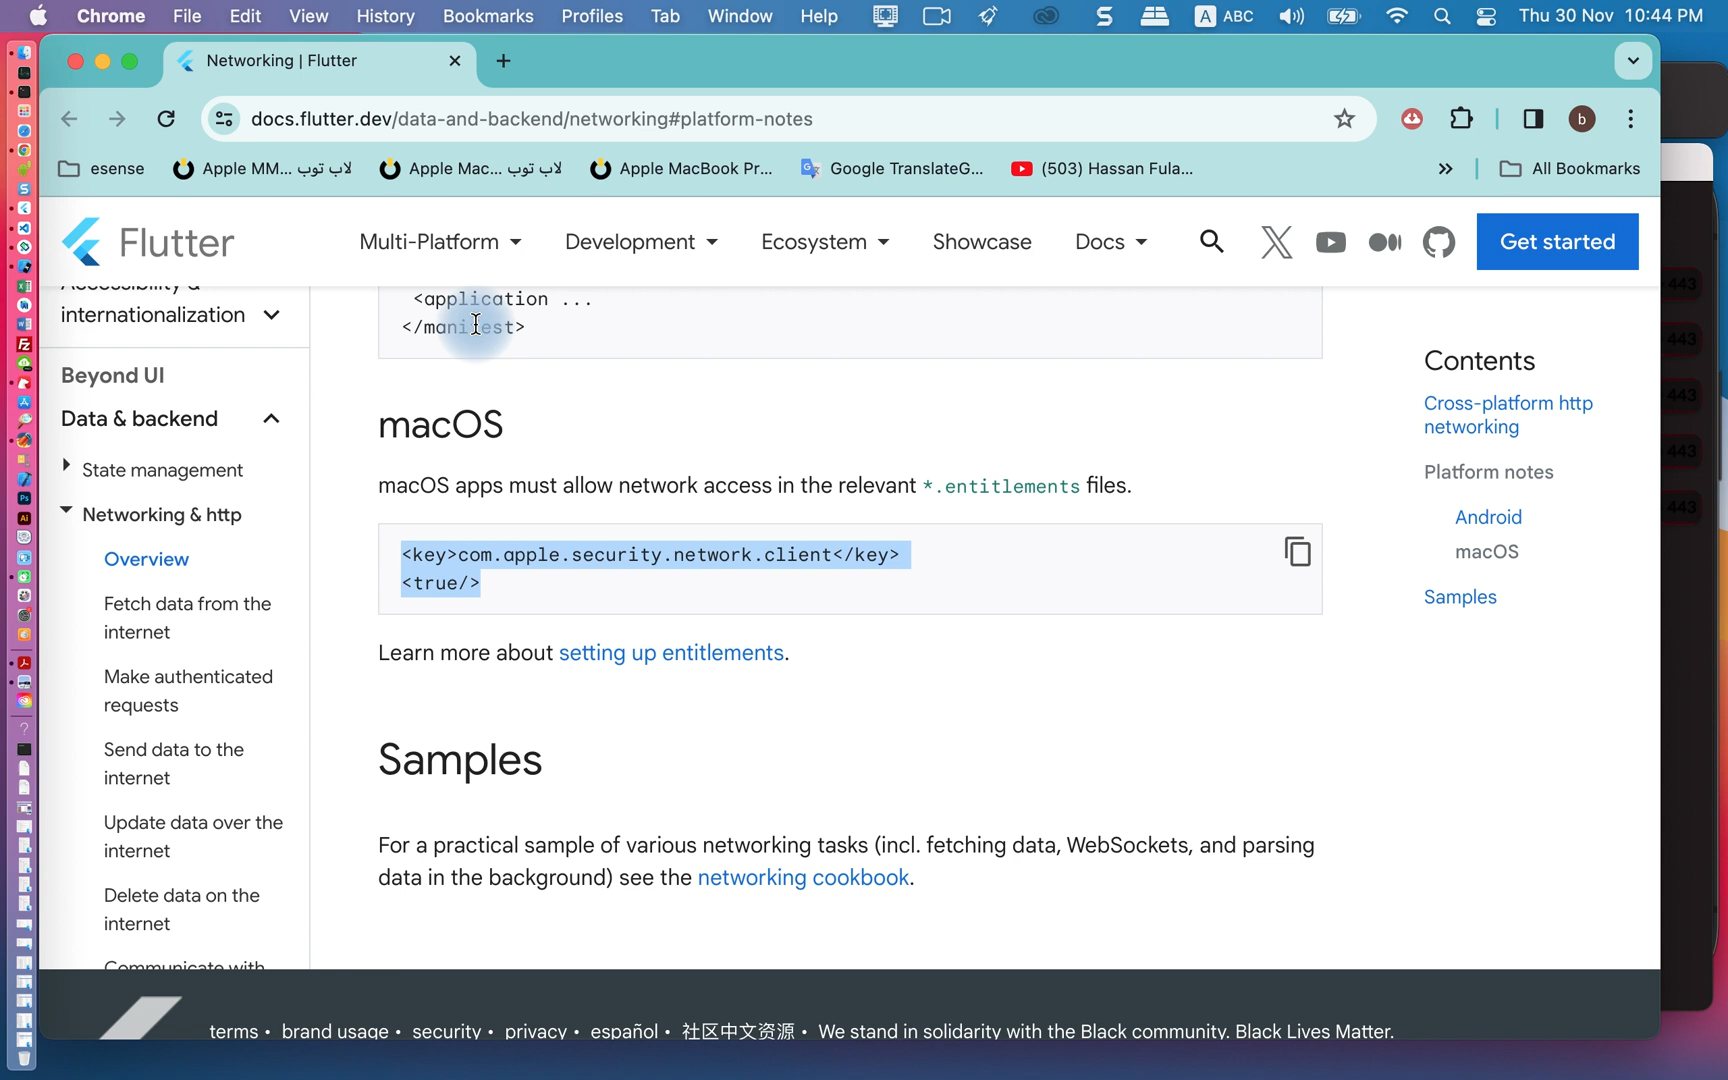 Chrome File Edit View History Bookmarks Profiles Tab Window Help A ABC Thu 30 Nov 10:44 PM
Networking | Flutter
docs.flutter.dev/data-and-backend/networking#platform-notes
b
esense Apple MM... لاب توب Apple Mac... لاب توب Apple MacBook Pr... Google TranslateG... (503) Hassan Fula... » All Bookmarks
Flutter Multi-Platform Development Ecosystem Showcase Docs Get started
Accessibility &
internationalization
Beyond UI
Data & backend
State management
Networking & http
Overview
Fetch data from the
internet
Make authenticated
requests
Send data to the
internet
Update data over the
internet
Delete data on the
internet
Communicate with
<application ...
</manifest>
macOS
macOS apps must allow network access in the relevant *.entitlements files.
<key>com.apple.security.network.client</key>
<true/>
Learn more about setting up entitlements.
Samples
For a practical sample of various networking tasks (incl. fetching data, WebSockets, and parsing
data in the background) see the networking cookbook.
Contents
Cross-platform http
networking
Platform notes
Android
macOS
Samples
443
443
443
443
443
terms • brand usage • security • privacy • español • 社区中文资源 • We stand in solidarity with the Black community. Black Lives Matter.